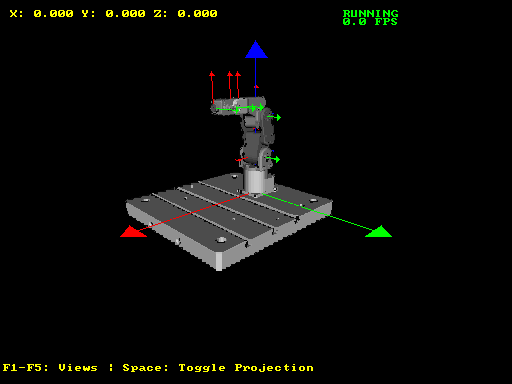 X: 0.000 Y: 0.000 Z: 0.000
RUNNING
0.0 FPS
F1-F5: Views | Space: Toggle Projection